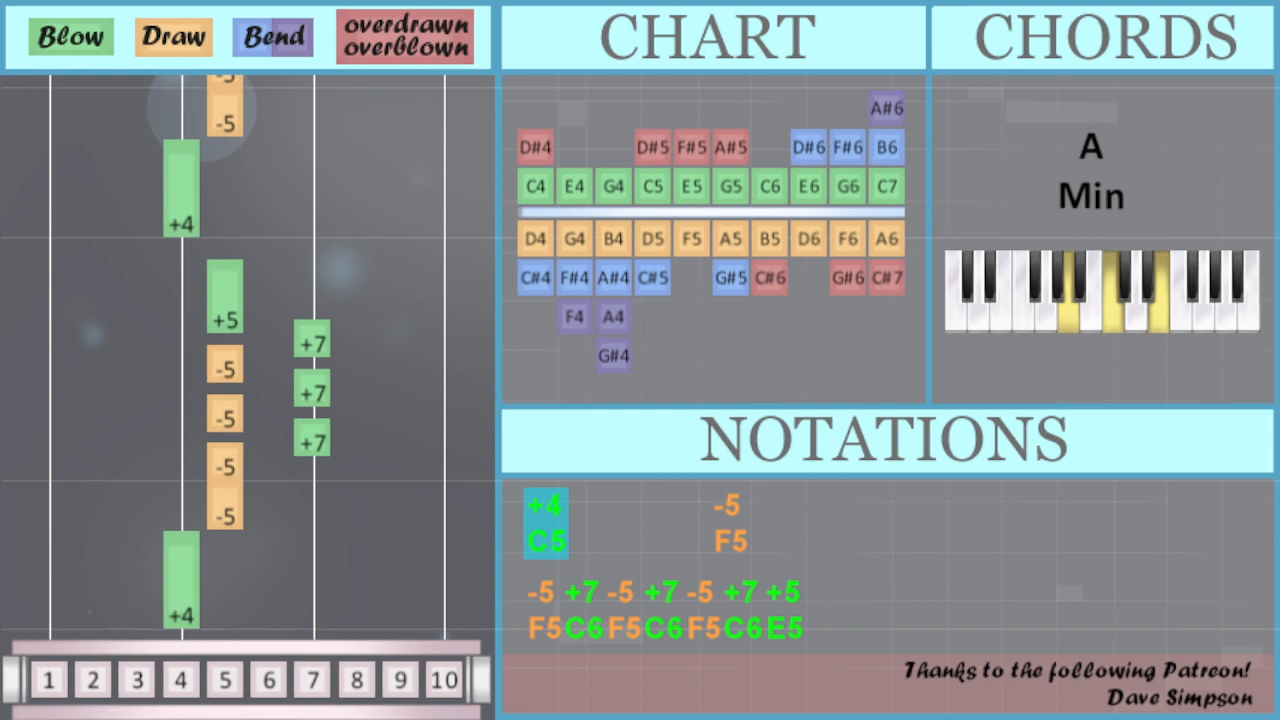 Blow Draw Bend overdrawn
overblown
CHART
CHORDS
-5
-5
+4
+5
+7
-5
+7
-5
+7
-5
-5
+4
1 2 3 4 5 6 7 8 9 10
A#6
D#4 D#5 F#5 A#5 D#6 F#6 B6
C4 E4 G4 C5 E5 G5 C6 E6 G6 C7
D4 G4 B4 D5 F5 A5 B5 D6 F6 A6
C#4 F#4 A#4 C#5 G#5 C#6 G#6 C#7
F4 A4
G#4
A
Min
NOTATIONS
+4 -5
C5 F5
-5 +7 -5 +7 -5 +7 +5
F5 C6 F5 C6 F5 C6 E5
Thanks to the following Patreon!
Dave Simpson